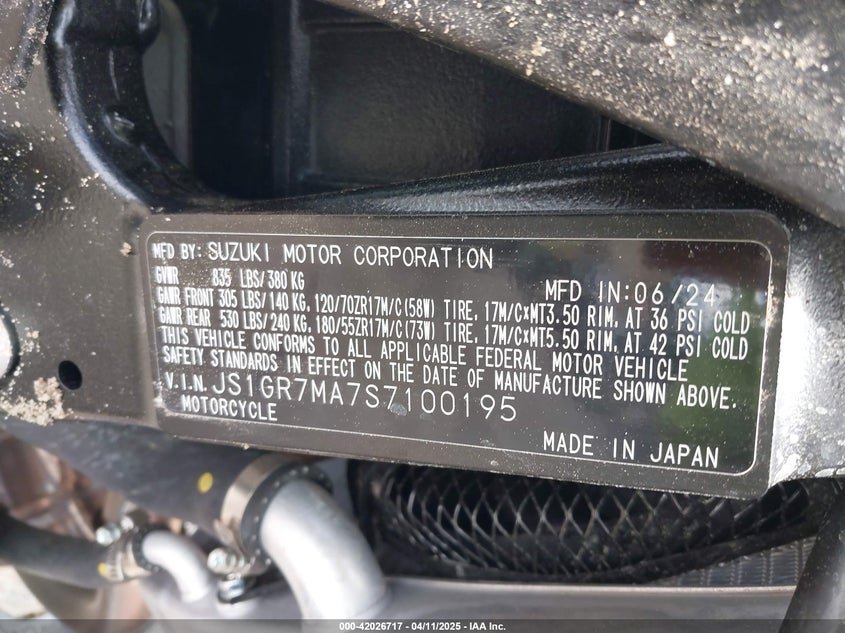 MFD BY: SUZUKI MOTOR CORPORATION
GVWR 835 LBS/380 KG MFD IN:06/24
GAWR FRONT 305 LBS/140 KG, 120/70ZR17M/C(58W) TIRE, 17M/C×MT3.50 RIM, AT 36 PSI COLD
GAWR REAR 530 LBS/240 KG, 180/55ZR17M/C(73W) TIRE, 17M/C×MT5.50 RIM, AT 42 PSI COLD
THIS VEHICLE CONFORMS TO ALL APPLICABLE FEDERAL MOTOR VEHICLE
SAFETY STANDARDS IN EFFECT ON THE DATE OF MANUFACTURE SHOWN ABOVE.
V.I.N. JS1GR7MA7S7100195
MOTORCYCLE
MADE IN JAPAN
000-42026717 - 04/11/2025 - IAA Inc.